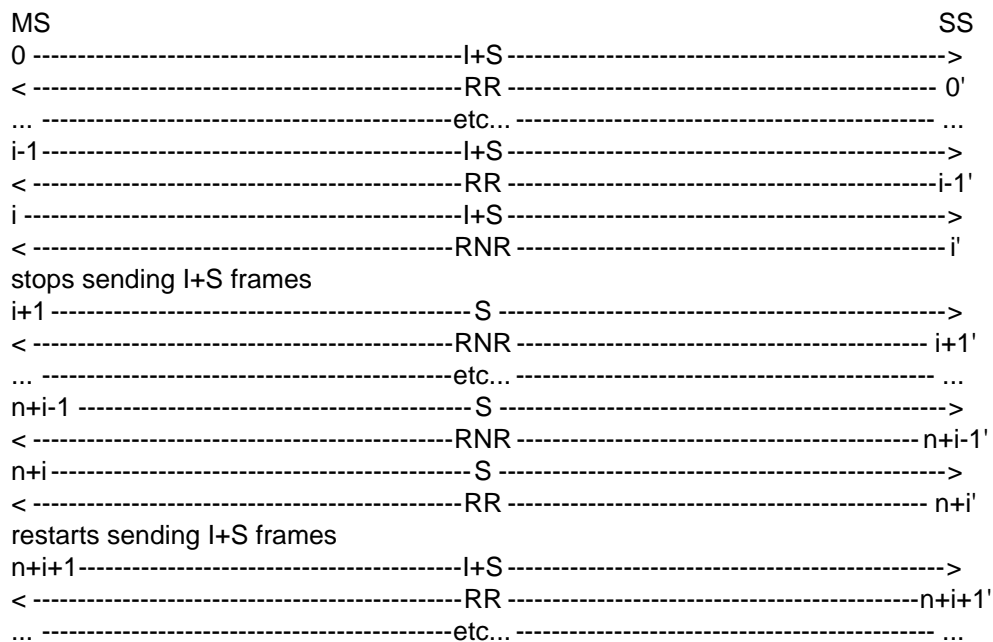 MS SS
0 ------------------------------------------------I+S-------------------------------------------------->
< ------------------------------------------------RR ------------------------------------------------ 0'
... ----------------------------------------------etc... ----------------------------------------------- ...
i-1-----------------------------------------------I+S-------------------------------------------------->
< ------------------------------------------------RR ------------------------------------------------i-1'
i -------------------------------------------------I+S-------------------------------------------------->
< -----------------------------------------------RNR------------------------------------------------ i'
stops sending I+S frames
i+1 ----------------------------------------------- S -------------------------------------------------->
< -----------------------------------------------RNR---------------------------------------------- i+1'
... ----------------------------------------------etc... ----------------------------------------------- ...
n+i-1 -------------------------------------------- S -------------------------------------------------->
< -----------------------------------------------RNR--------------------------------------------- n+i-1'
n+i----------------------------------------------- S -------------------------------------------------->
< ------------------------------------------------RR ----------------------------------------------- n+i'
restarts sending I+S frames
n+i+1-------------------------------------------I+S------------------------------------------------->
< ------------------------------------------------RR ----------------------------------------------n+i+1'
... ----------------------------------------------etc... ----------------------------------------------- ...